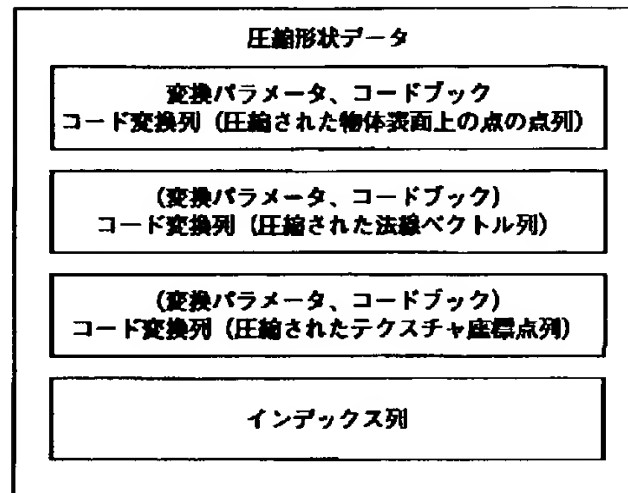 圧縮形状データ
変換パラメータ、コードブック
コード変換列（圧縮された物体表面上の点の点列）
（変換パラメータ、コードブック）
コード変換列（圧縮された法線ベクトル列）
（変換パラメータ、コードブック）
コード変換列（圧縮されたテクスチャ座標点列）
インデックス列